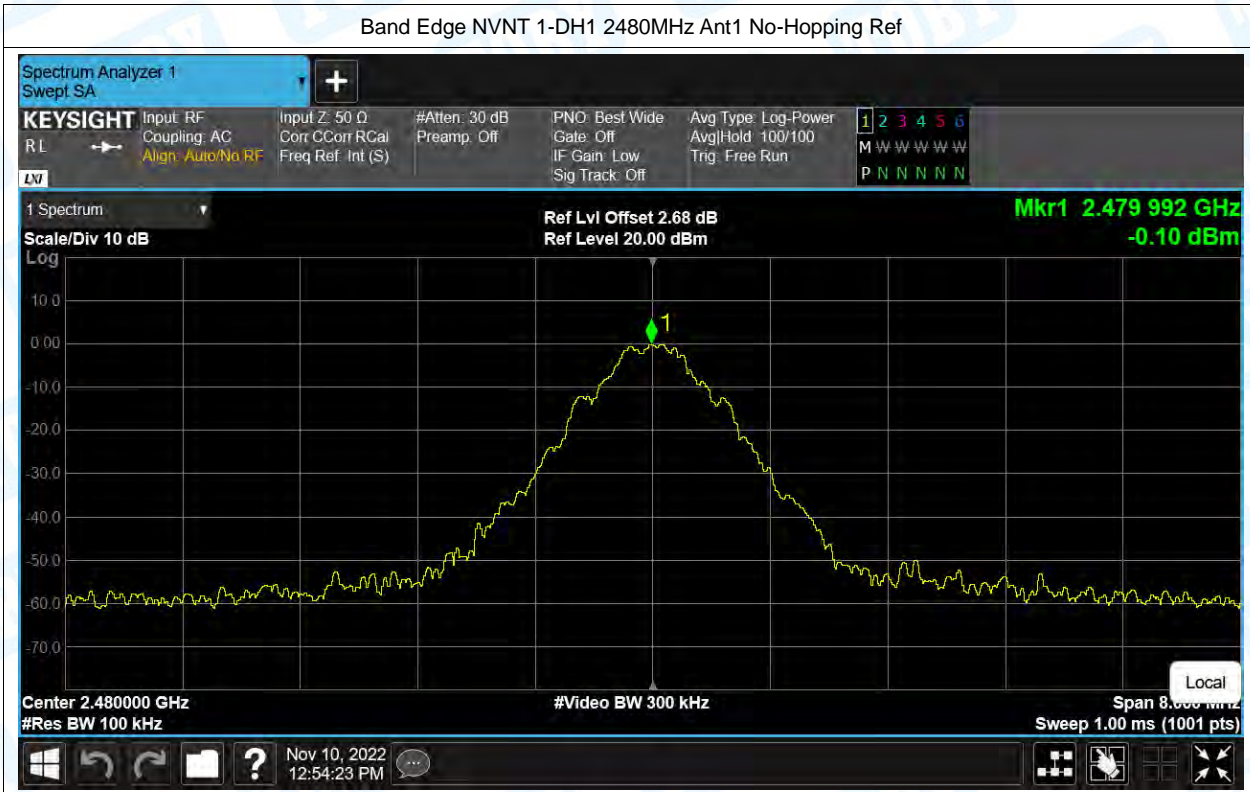 Band Edge NVNT 1-DH1 2480MHz Ant1 No-Hopping Ref
Spectrum Analyzer 1
Swept SA
+
KEYSIGHT
RL
LXI
Input: RF
Coupling: AC
Align: Auto/No RF
Input Z: 50 Ω
Corr CCorr RCal
Freq Ref: Int (S)
#Atten: 30 dB
Preamp: Off
PNO: Best Wide
Gate: Off
IF Gain: Low
Sig Track: Off
Avg Type: Log-Power
Avg|Hold: 100/100
Trig: Free Run
1 2 3 4 5 6
M W W W W W
P N N N N N
1 Spectrum
Scale/Div 10 dB
Log
Ref Lvl Offset 2.68 dB
Ref Level 20.00 dBm
Mkr1 2.479 992 GHz
-0.10 dBm
1
10.0
0.00
-10.0
-20.0
-30.0
-40.0
-50.0
-60.0
-70.0
Local
Center 2.480000 GHz
#Res BW 100 kHz
#Video BW 300 kHz
Span
Sweep 1.00 ms (1001 pts)
?
Nov 10, 2022
12:54:23 PM